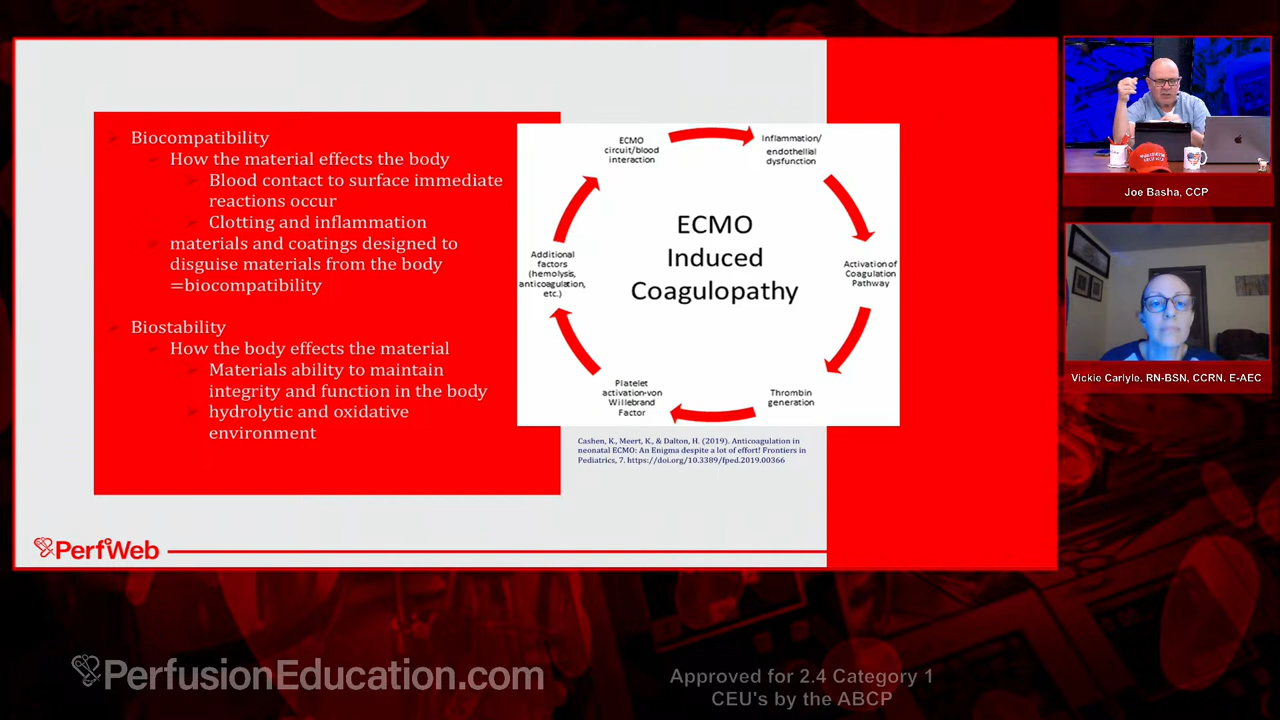 Biocompatibility
How the material effects the body
Blood contact to surface immediate
reactions occur
Clotting and inflammation
materials and coatings designed to
disguise materials from the body
=biocompatibility
Biostability
How the body effects the material
Materials ability to maintain
integrity and function in the body
hydrolytic and oxidative
environment
ECMO
circuit/blood
interaction
Inflammation/
endothellial
dysfunction
Activation of
Coagulation
Pathway
Thrombin
generation
Platelet
activation-von
Willebrand
Factor
Additional
factors
(hemolysis,
anticoagulation,
etc.)
ECMO
Induced
Coagulopathy
Cashen, K., Meert, K., & Dalton, H. (2019). Anticoagulation in
neonatal ECMO: An Enigma despite a lot of effort! Frontiers in
Pediatrics, 7. https://doi.org/10.3389/fped.2019.00366
PerfWeb
Joe Basha, CCP
Vickie Carlyle, RN-BSN, CCRN, E-AEC
PerfusionEducation.com
Approved for 2.4 Category 1
CEU's by the ABCP